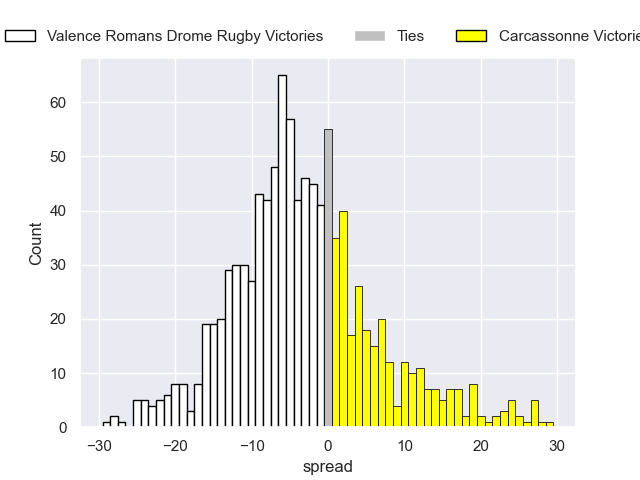 Valence Romans Drome Rugby Victories Ties Carcassonne Victorie
60
50
40
30
20
10
0
Count
−30 −20 −10 0 10 20 30
spread